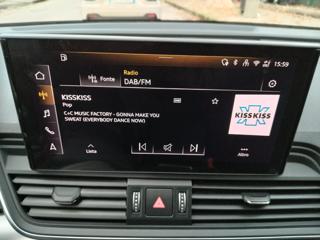 15:59
Fonte
Radio
DAB/FM
KISSKISS
Pop
C+C MUSIC FACTORY - GONNA MAKE YOU
SWEAT (EVERYBODY DANCE NOW)
KISSKISS
Lista
Altro